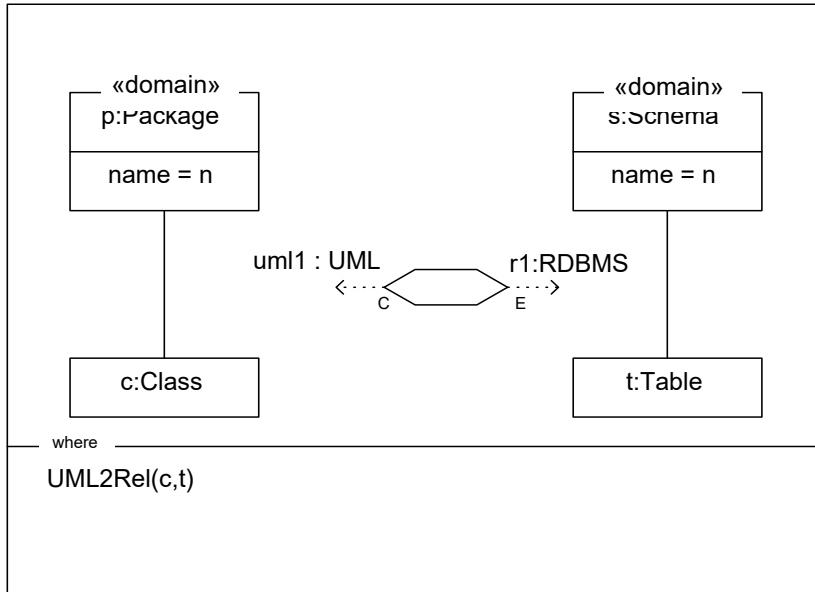 «domain»
p:Package
name = n
«domain»
s:Schema
name = n
uml1 : UML
r1:RDBMS
C
E
c:Class
t:Table
where
UML2Rel(c,t)